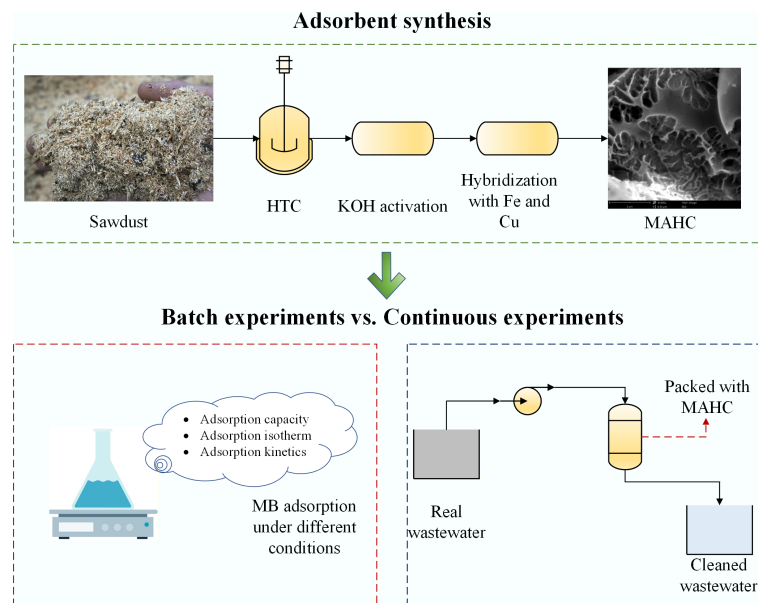 Adsorbent synthesis
Sawdust
HTC
KOH activation
Hybridization
with Fe and
Cu
MAHC
Batch experiments vs. Continuous experiments
• Adsorption capacity
• Adsorption isotherm
• Adsorption kinetics
MB adsorption
under different
conditions
Packed with
MAHC
Real
wastewater
Cleaned
wastewater